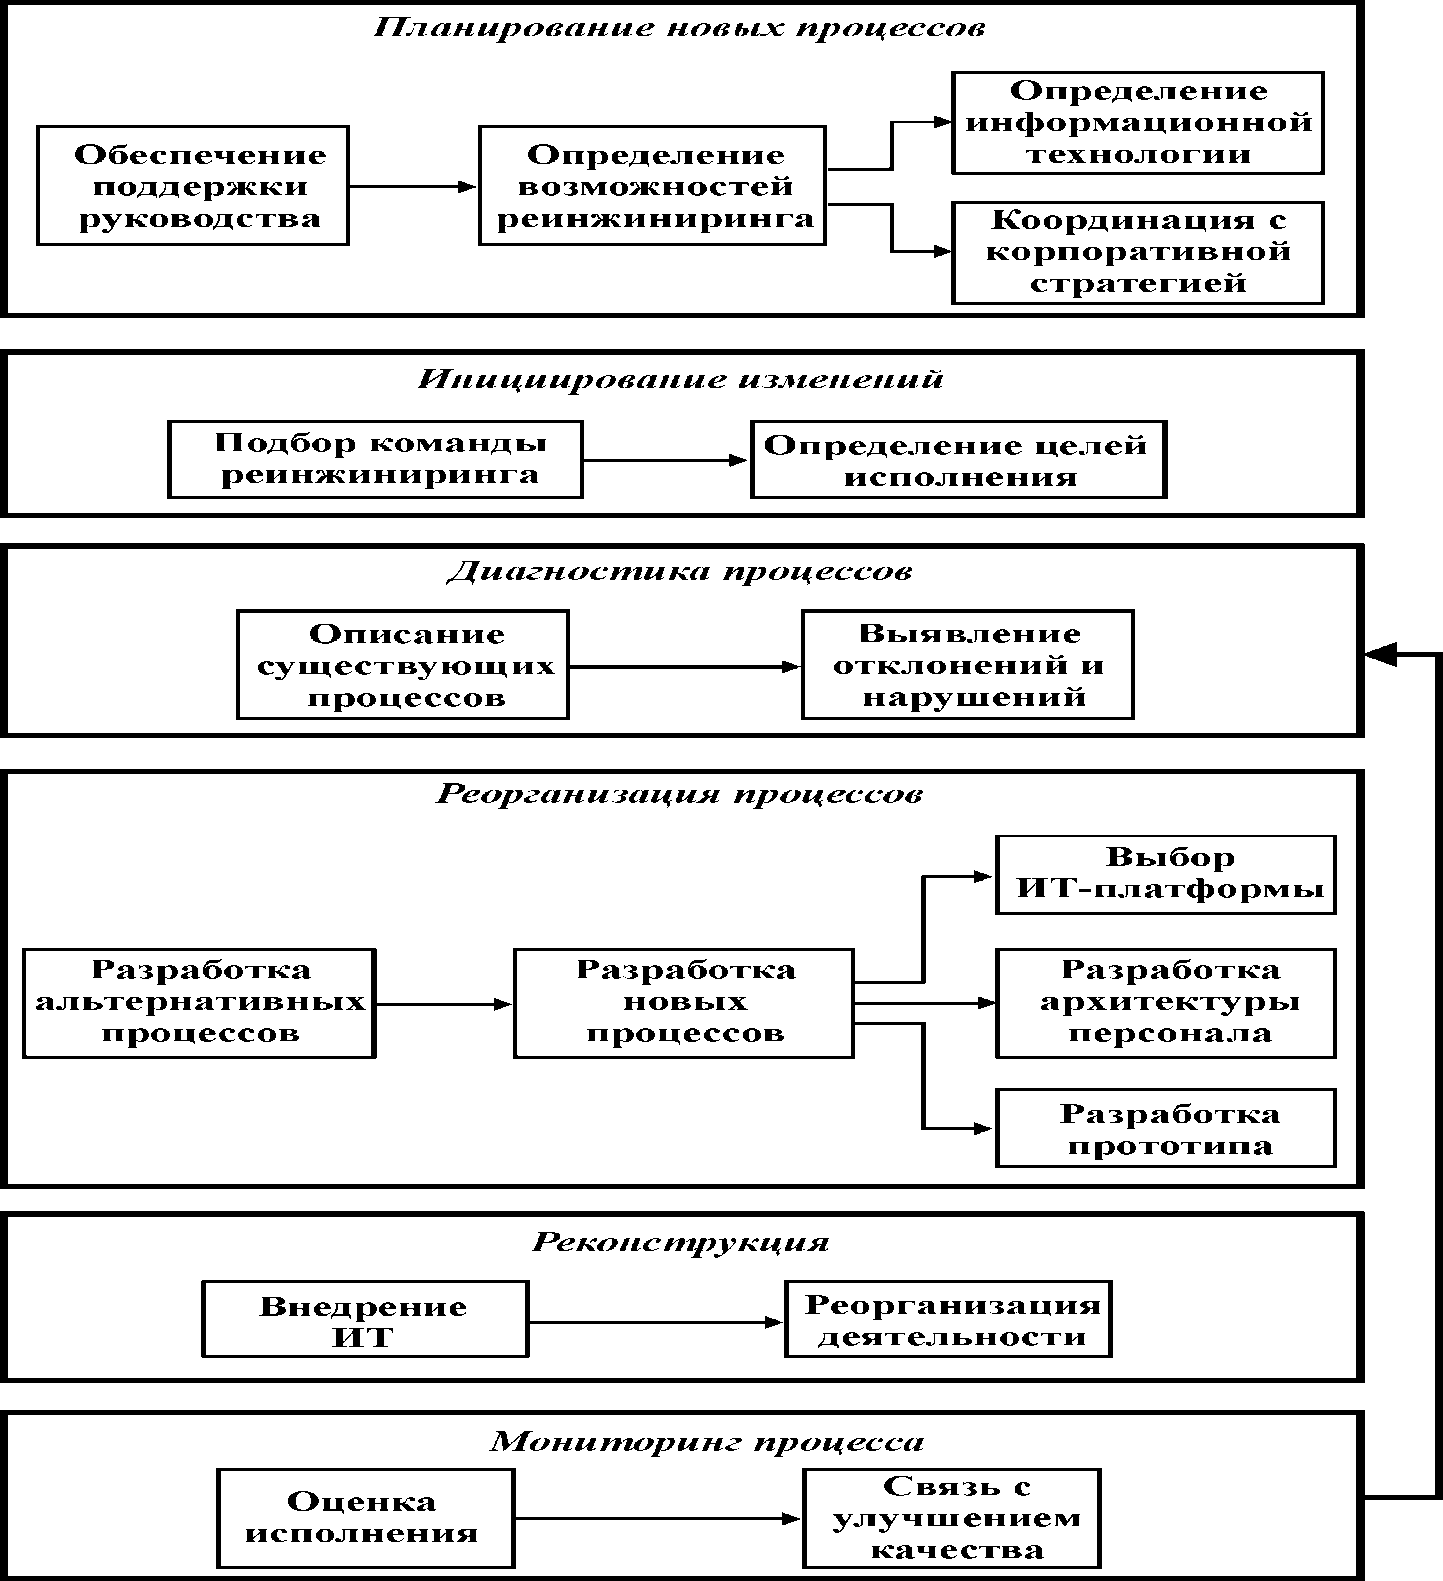 Планирование новых процессов
Обеспечение
поддержки
руководства
Определение
возможностей
реинжиниринга
Определение
информационной
технологии
Координация с
корпоративной
стратегией
Инициирование изменений
Подбор команды
реинжиниринга
Определение целей
исполнения
Диагностика процессов
Описание
существующих
процессов
Выявление
отклонений и
нарушений
Реорганизация процессов
Разработка
альтернативных
процессов
Разработка
новых
процессов
Выбор
ИТ-платформы
Разработка
архитектуры
персонала
Разработка
прототипа
Реконструкция
Внедрение
ИТ
Реорганизация
деятельности
Мониторинг процесса
Оценка
исполнения
Связь с
улучшением
качества